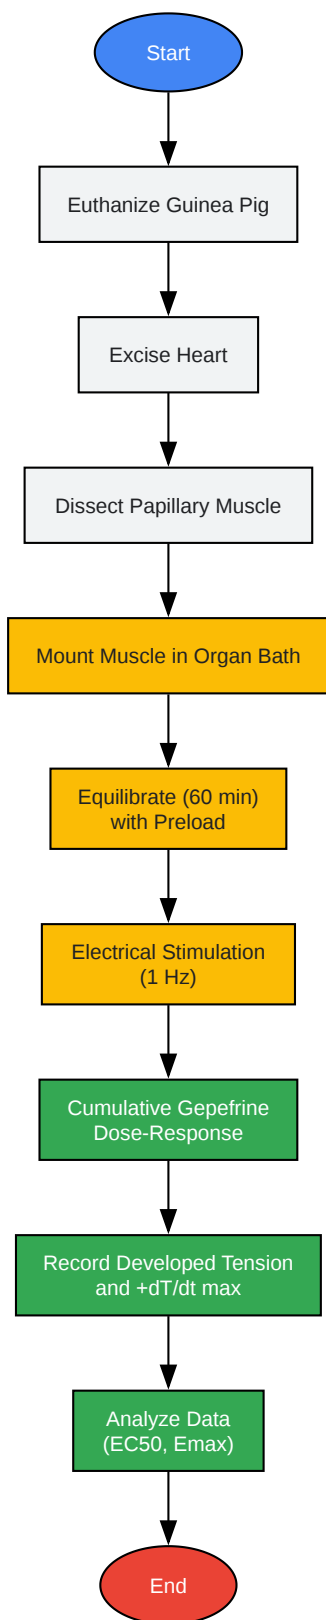 Start
Euthanize Guinea Pig
Excise Heart
Dissect Papillary Muscle
Mount Muscle in Organ Bath
Equilibrate (60 min)
with Preload
Electrical Stimulation
(1 Hz)
Cumulative Gepefrine
Dose-Response
Record Developed Tension
and +dT/dt max
Analyze Data
(EC50, Emax)
End